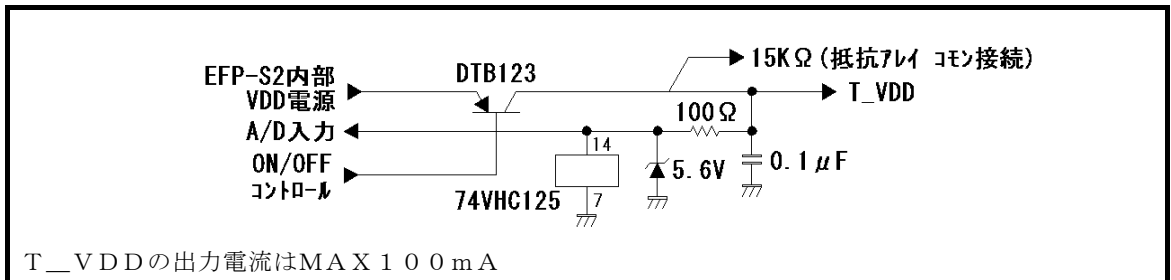 15KΩ(抵抗ｱﾚｲ ｺﾓﾝ接続)
EFP-S2内部
VDD電源
DTB123
T_VDD
100Ω
A/D入力
14
ON/OFF
ｺﾝﾄﾛｰﾙ
5.6V
0.1μF
74VHC125
7
T＿VDDの出力電流はMAX１００mA